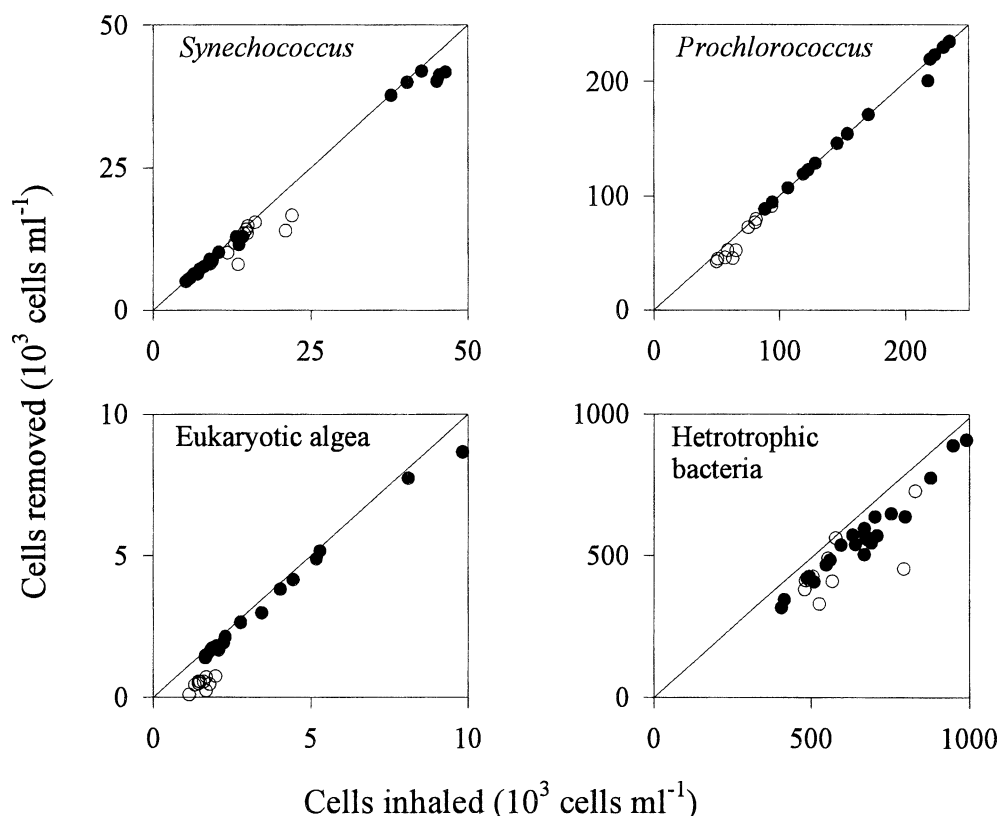 Synechococcus
50
25
0
0 25 50
Prochlorococcus
200
100
0
0 100 200
Eukaryotic algea
10
5
0
0 5 10
Hetrotrophic
bacteria
1000
500
0
0 500 1000
Cells removed (10³ cells ml⁻¹)
Cells inhaled (10³ cells ml⁻¹)